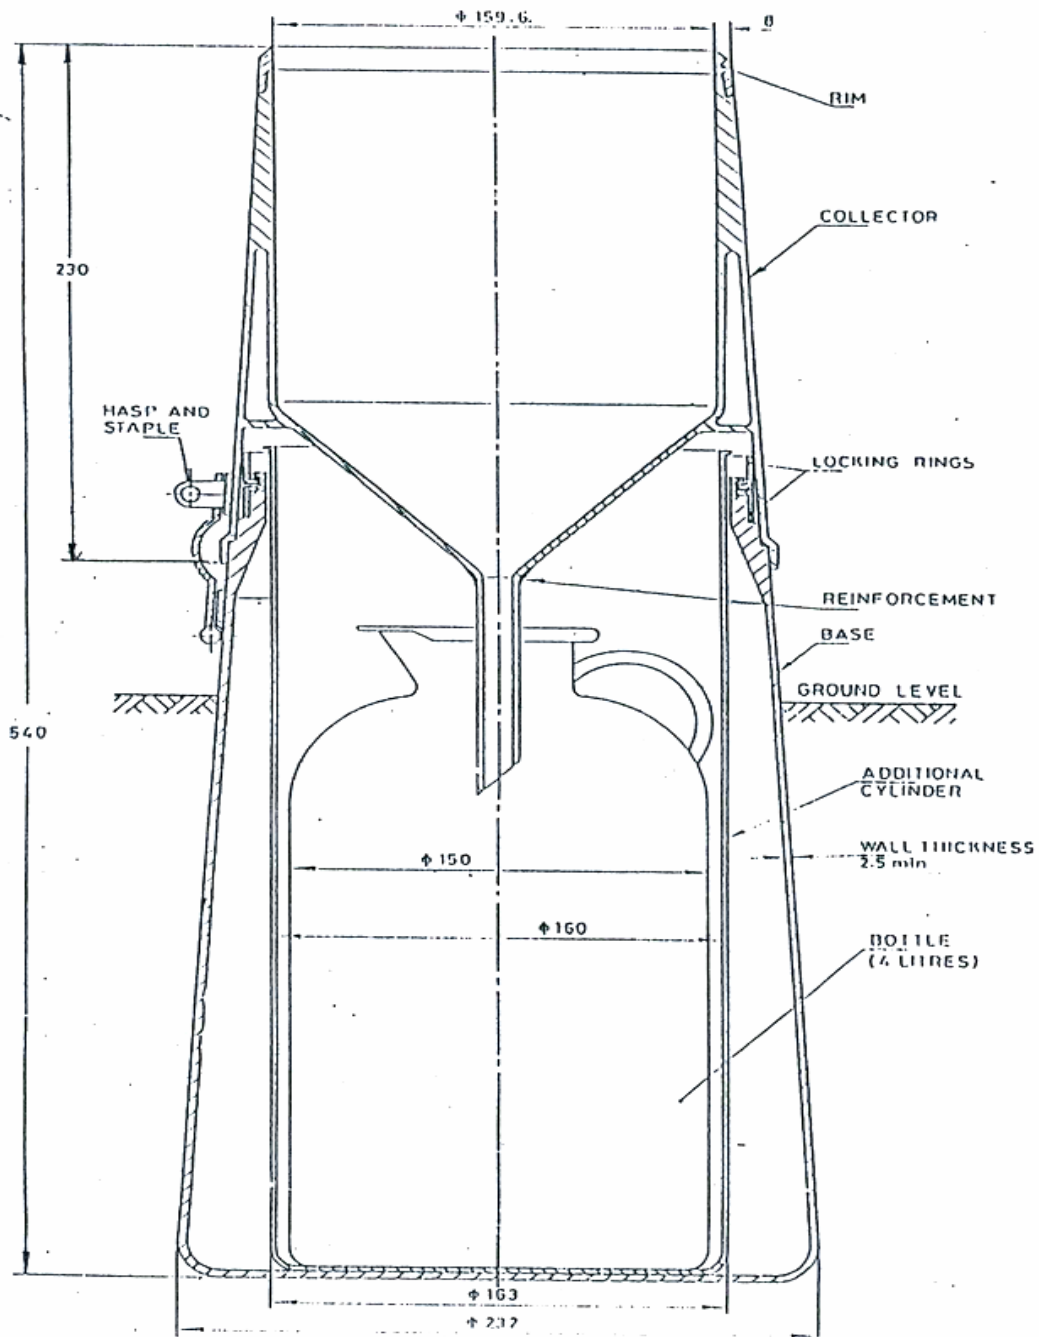 ϕ 159.6.
8
RIM
COLLECTOR
230
HASP AND
STAPLE
LOCKING RINGS
REINFORCEMENT
BASE
GROUND LEVEL
540
ADDITIONAL
CYLINDER
WALL THICKNESS
2.5 min
ϕ 150
ϕ 160
BOTTLE
(4 LITRES)
ϕ 163
ϕ 232